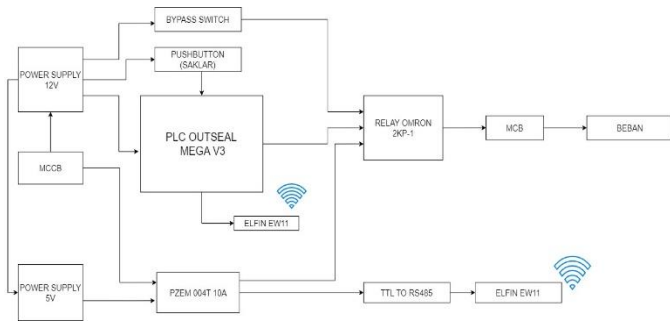 BYPASS SWITCH
POWER SUPPLY
12V
PUSHBUTTON
(SAKLAR)
PLC OUTSEAL
MEGA V3
RELAY OMRON
2KP-1
MCB
BEBAN
MCCB
ELFIN EW11
POWER SUPPLY
5V
PZEM 004T 10A
TTL TO RS485
ELFIN EW11